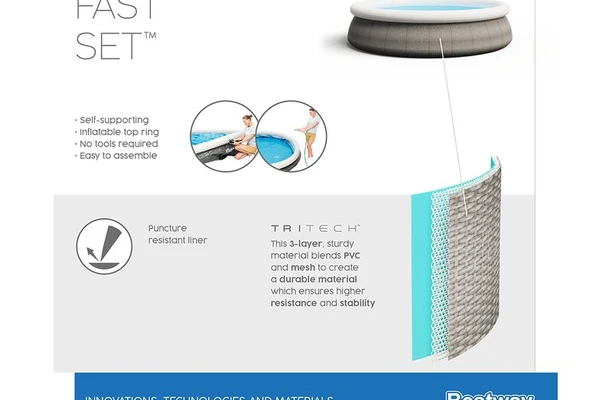 FAST
SET™
· Self-supporting
· Inflatable top ring
· No tools required
· Easy to assemble
Puncture
resistant liner
TRITECH™
This 3-layer, sturdy
material blends PVC
and mesh to create
a durable material
which ensures higher
resistance and stability
INNOVATIONS, TECHNOLOGIES AND MATERIALS
Bestway